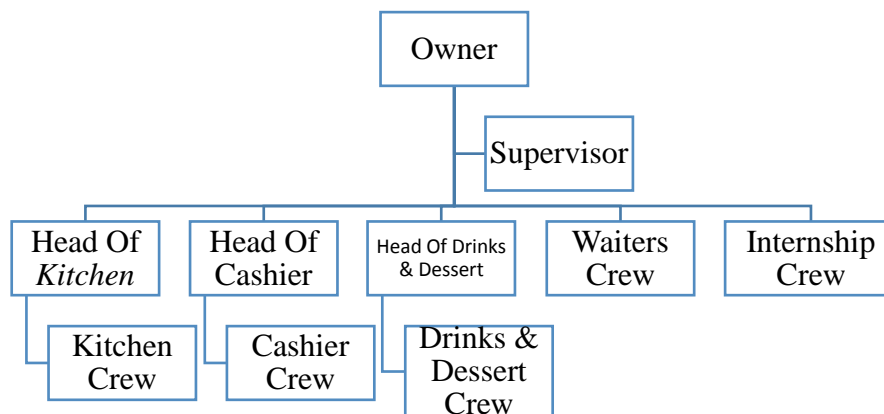 Owner
Supervisor
Head Of
Kitchen
Head Of
Cashier
Head Of Drinks
& Dessert
Waiters
Crew
Internship
Crew
Kitchen
Crew
Cashier
Crew
Drinks &
Dessert
Crew